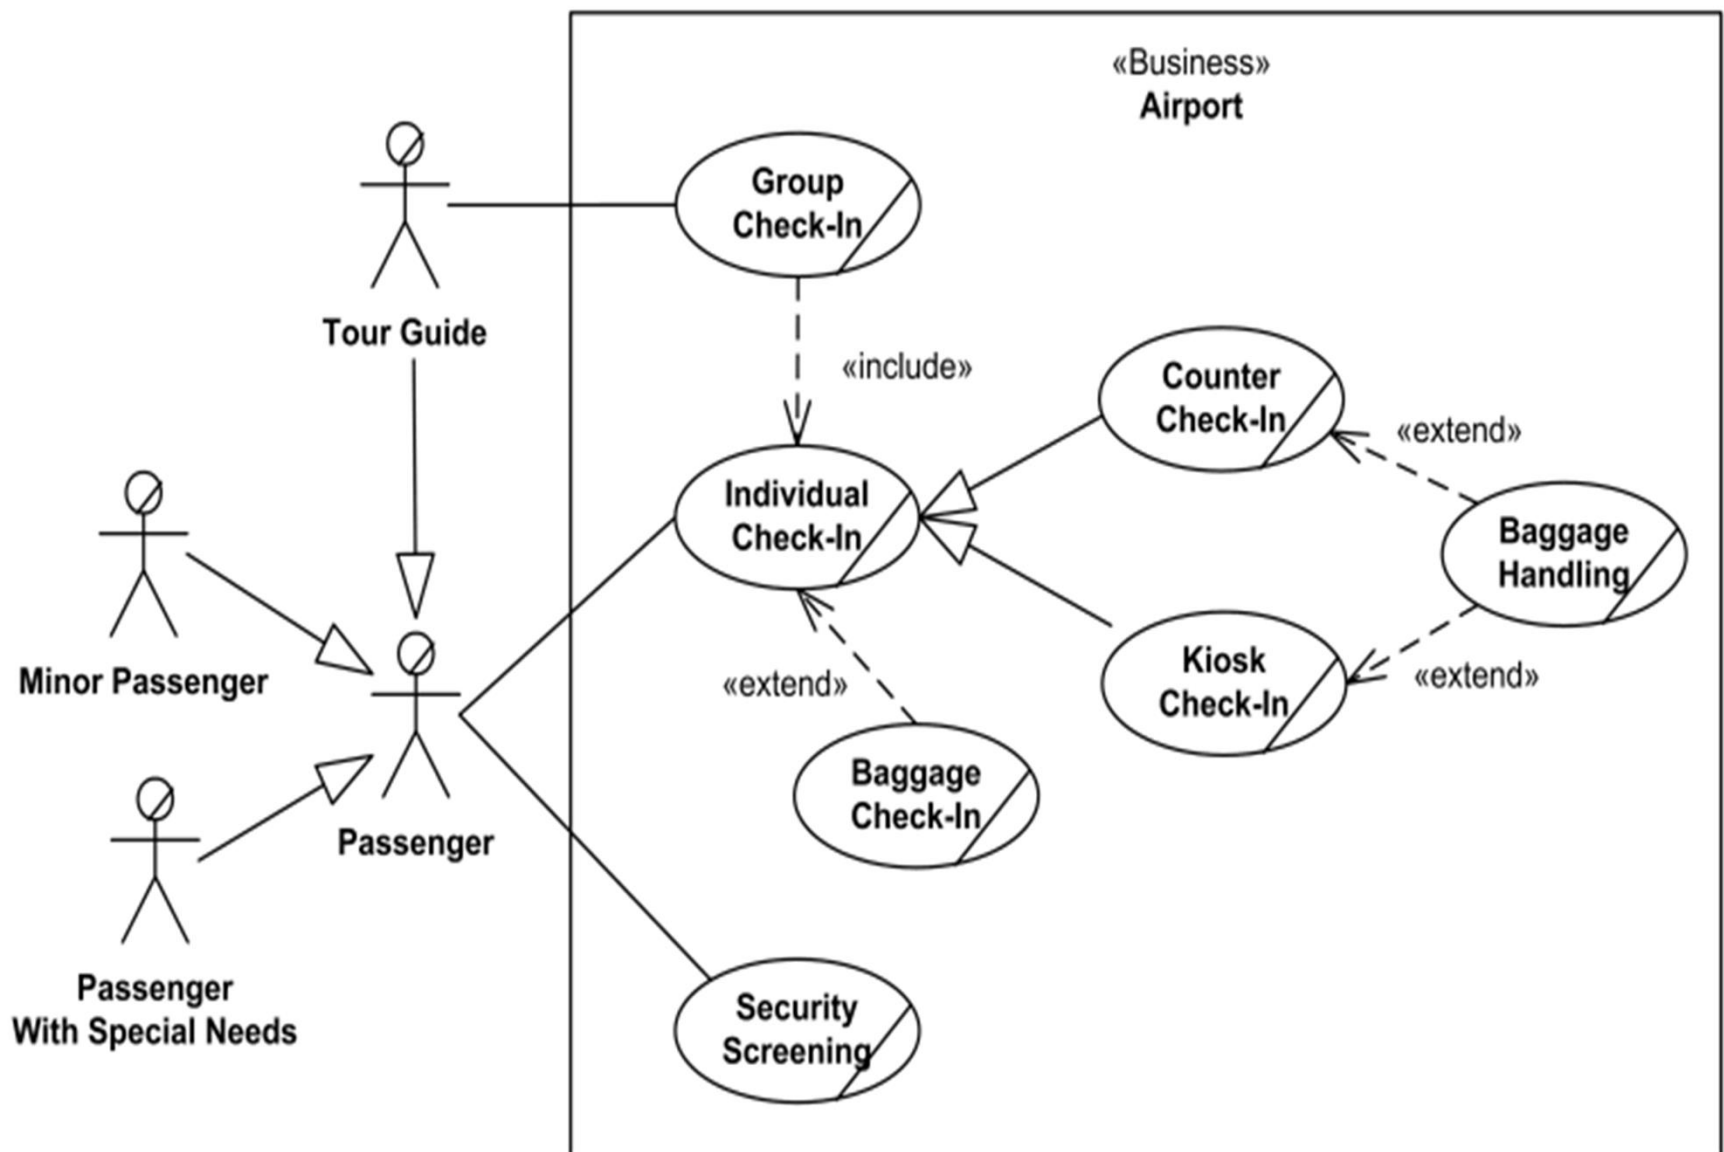 «Business»
Airport
Group
Check-In
Tour Guide
«include»
Counter
Check-In
«extend»
Individual
Check-In
Baggage
Handling
Minor Passenger
«extend»
Kiosk
Check-In
«extend»
Baggage
Check-In
Passenger
Passenger
With Special Needs
Security
Screening